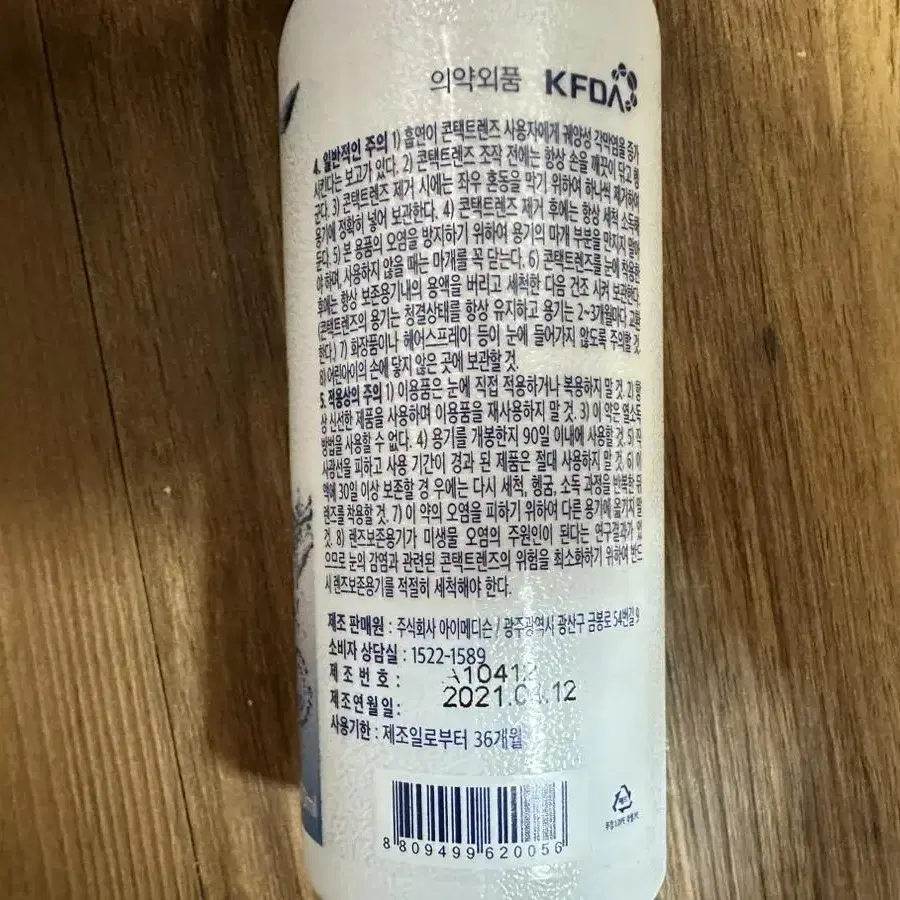 의약외품 KFDA
4. 일반적인 주의 1) 흡연이 콘택트렌즈 사용자에게 궤양성 각막염을 증가
시킨다는 보고가 있다. 2) 콘택트렌즈 조작 전에는 항상 손을 깨끗이 닦고 헹
군다. 3) 콘택트렌즈 제거 시에는 좌우 혼동을 막기 위하여 하나씩 제거하여
용기에 정확히 넣어 보관한다. 4) 콘택트렌즈 제거 후에는 항상 세척 소독해
둔다. 5) 본 용품의 오염을 방지하기 위하여 용기의 마개 부분을 만지지 말아
야 하며, 사용하지 않을 때는 마개를 꼭 닫는다. 6) 콘택트렌즈를 눈에 착용한
후에는 항상 보존용기내의 용액을 버리고 세척한 다음 건조 시켜 보관한다.
(콘택트렌즈의 용기는 청결상태를 항상 유지하고 용기는 2~3개월마다 교환
한다.) 7) 화장품이나 헤어스프레이 등이 눈에 들어가지 않도록 주의할 것.
8) 어린아이의 손에 닿지 않은 곳에 보관할 것.
5. 적용상의 주의 1) 이용품은 눈에 직접 적용하거나 복용하지 말 것. 2) 항
상 신선한 제품을 사용하며 이용품을 재사용하지 말 것. 3) 이 약은 열소독
방법을 사용할 수 없다. 4) 용기를 개봉한지 90일 이내에 사용할 것. 5) 직
사광선을 피하고 사용 기간이 경과 된 제품은 절대 사용하지 말 것. 6) 이
액에 30일 이상 보존할 경 우에는 다시 세척, 헹굼, 소독 과정을 반복한 뒤
렌즈를 착용할 것. 7) 이 약의 오염을 피하기 위하여 다른 용기에 옮기지 말
것. 8) 렌즈보존용기가 미생물 오염의 주원인이 된다는 연구결과가 있
으므로 눈의 감염과 관련된 콘택트렌즈의 위험을 최소화하기 위하여 반드
시 렌즈보존용기를 적절히 세척해야 한다.
제조 판매원 : 주식회사 아이메디슨 / 광주광역시 광산구 금봉로 54번길 9
소비자 상담실 : 1522-1589
제 조 번 호 : A10412
제조연월일 : 2021.04.12
사용기한 : 제조일로부터 36개월
8 809499 620056